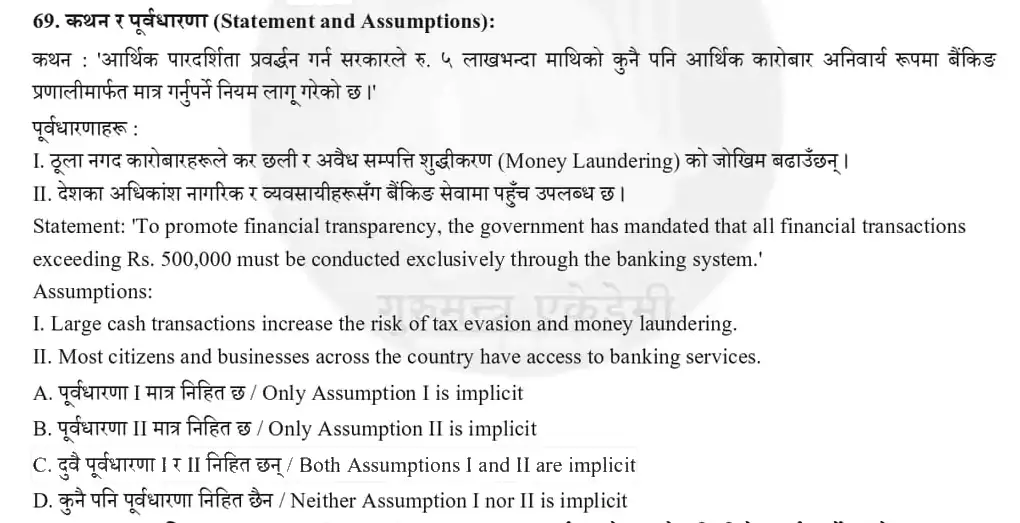 69. कथन र पूर्वधारणा (Statement and Assumptions):
कथन : 'आर्थिक पारदर्शिता प्रवर्द्धन गर्न सरकारले रु. ५ लाखभन्दा माथिको कुनै पनि आर्थिक कारोबार अनिवार्य रूपमा बैंकिङ
प्रणालीमार्फत मात्र गर्नुपर्ने नियम लागू गरेको छ।'
पूर्वधारणाहरू :
I. ठूला नगद कारोबारहरूले कर छली र अवैध सम्पत्ति शुद्धीकरण (Money Laundering) को जोखिम बढाउँछन्।
II. देशका अधिकांश नागरिक र व्यवसायीहरूसँग बैंकिङ सेवामा पहुँच उपलब्ध छ।
Statement: 'To promote financial transparency, the government has mandated that all financial transactions
exceeding Rs. 500,000 must be conducted exclusively through the banking system.'
Assumptions:
गुरुमन्त्र एकेडेमी
I. Large cash transactions increase the risk of tax evasion and money laundering.
II. Most citizens and businesses across the country have access to banking services.
A. पूर्वधारणा I मात्र निहित छ / Only Assumption I is implicit
B. पूर्वधारणा II मात्र निहित छ / Only Assumption II is implicit
C. दुवै पूर्वधारणा I र II निहित छन् / Both Assumptions I and II are implicit
D. कुनै पनि पूर्वधारणा निहित छैन / Neither Assumption I nor II is implicit